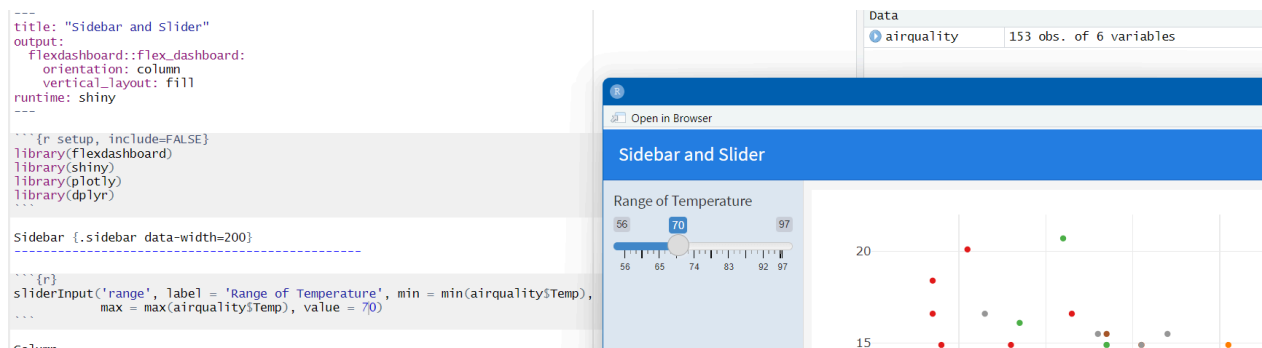 ---
title: "Sidebar and Slider"
output:
  flexdashboard::flex_dashboard:
    orientation: column
    vertical_layout: fill
runtime: shiny
---
```{r setup, include=FALSE}
library(flexdashboard)
library(shiny)
library(plotly)
library(dplyr)
```
Sidebar {.sidebar data-width=200}
------------------------------------------------
```{r}
sliderInput('range', label = 'Range of Temperature', min = min(airquality$Temp),
            max = max(airquality$Temp), value = 70)
```
Column
Data
airquality 153 obs. of 6 variables
R
Open in Browser
Sidebar and Slider
Range of Temperature
56 70 97
56 65 74 83 92 97
20
15